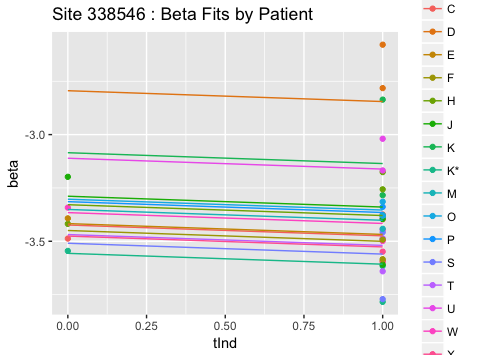 Site 338546 : Beta Fits by Patient
beta
-3.0
-3.5
0.00 0.25 0.50 0.75 1.00
tInd
C
D
E
F
H
J
K
K*
M
O
P
S
T
U
W